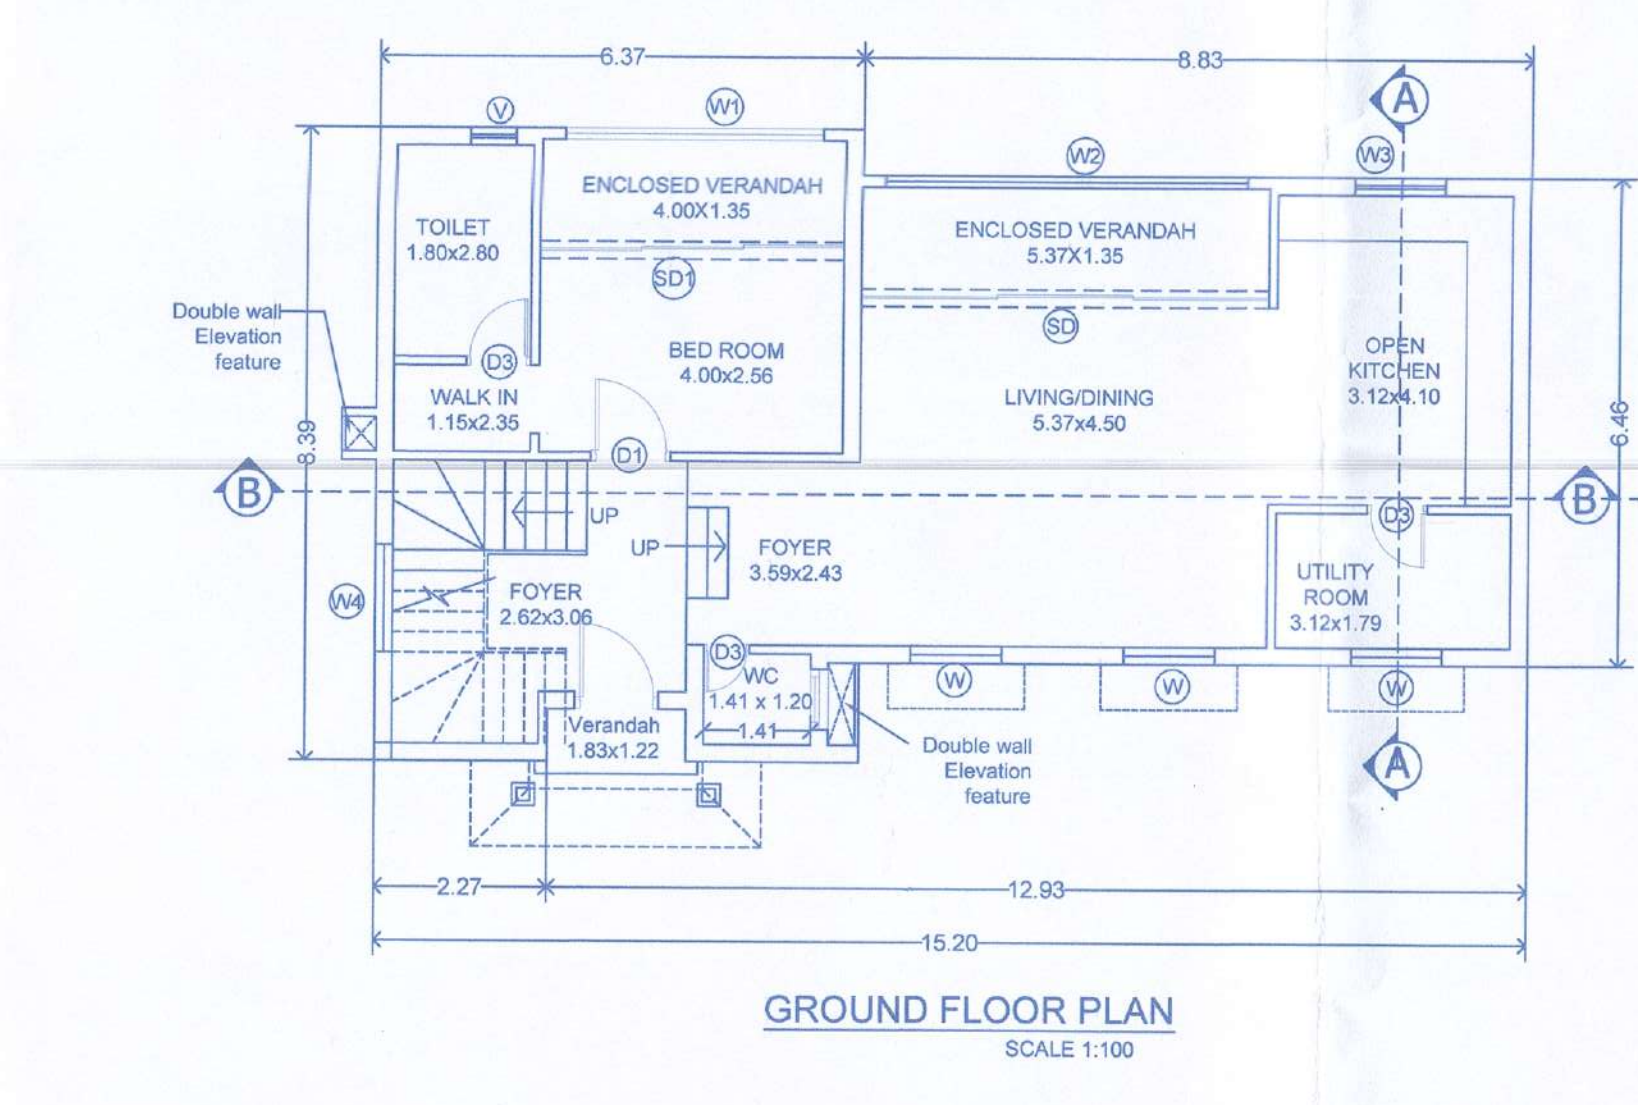 6.37
8.83
A
V
W1
W2
W3
ENCLOSED VERANDAH
4.00X1.35
TOILET
1.80x2.80
ENCLOSED VERANDAH
5.37X1.35
SD1
SD
Double wall
Elevation
feature
D3
BED ROOM
4.00x2.56
OPEN
KITCHEN
3.12x4.10
WALK IN
1.15x2.35
LIVING/DINING
5.37x4.50
8.39
6.46
D1
B
B
UP
D3
UP
FOYER
3.59x2.43
FOYER
2.62x3.06
UTILITY
ROOM
3.12x1.79
W4
D3
WC
1.41 x 1.20
1.41
W
W
W
Verandah
1.83x1.22
Double wall
Elevation
feature
A
2.27
12.93
15.20
GROUND FLOOR PLAN
SCALE 1:100